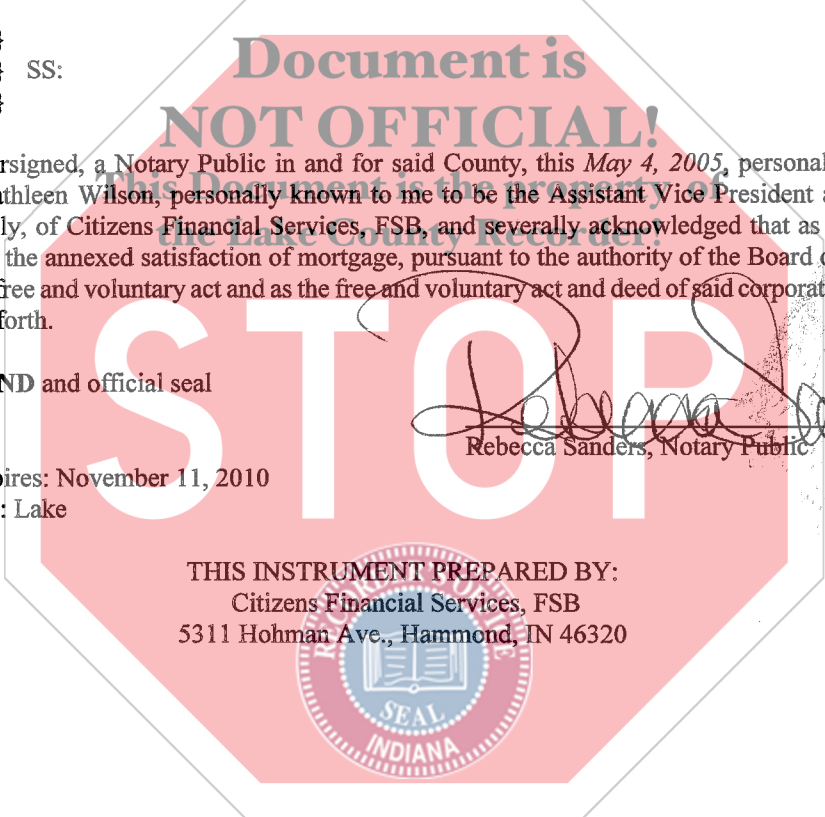 Document is
SS:
NOT OFFICIAL!
rsigned, a Notary Public in and for said County, this May 4, 2005, personal
This Document is the property of
thleen Wilson, personally known to me to be the Assistant Vice President a
the Lake County Recorder!
ly, of Citizens Financial Services, FSB, and severally acknowledged that as
the annexed satisfaction of mortgage, pursuant to the authority of the Board o
free and voluntary act and as the free and voluntary act and deed of said corporat
forth.
STOP
ND and official seal
Rebecca Sanders, Notary Public
ires: November 11, 2010
: Lake
THIS INSTRUMENT PREPARED BY:
Citizens Financial Services, FSB
5311 Hohman Ave., Hammond, IN 46320
SEAL
INDIANA